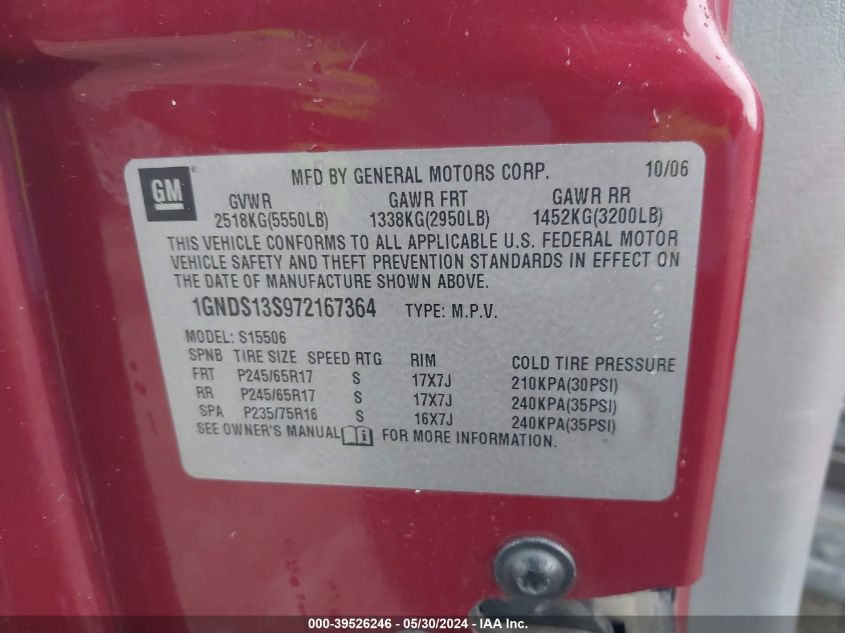 GM
MFD BY GENERAL MOTORS CORP. 10/06
GVWR GAWR FRT GAWR RR
2518KG(5550LB) 1338KG(2950LB) 1452KG(3200LB)
THIS VEHICLE CONFORMS TO ALL APPLICABLE U.S. FEDERAL MOTOR
VEHICLE SAFETY AND THEFT PREVENTION STANDARDS IN EFFECT ON
THE DATE OF MANUFACTURE SHOWN ABOVE.
1GNDS13S972167364 TYPE: M.P.V.
MODEL: S15506
SPNB TIRE SIZE SPEED RTG RIM COLD TIRE PRESSURE
FRT P245/65R17 S 17X7J 210KPA(30PSI)
RR P245/65R17 S 17X7J 240KPA(35PSI)
SPA P235/75R16 S 16X7J 240KPA(35PSI)
SEE OWNER'S MANUAL FOR MORE INFORMATION.
000-39526246 - 05/30/2024 - IAA Inc.